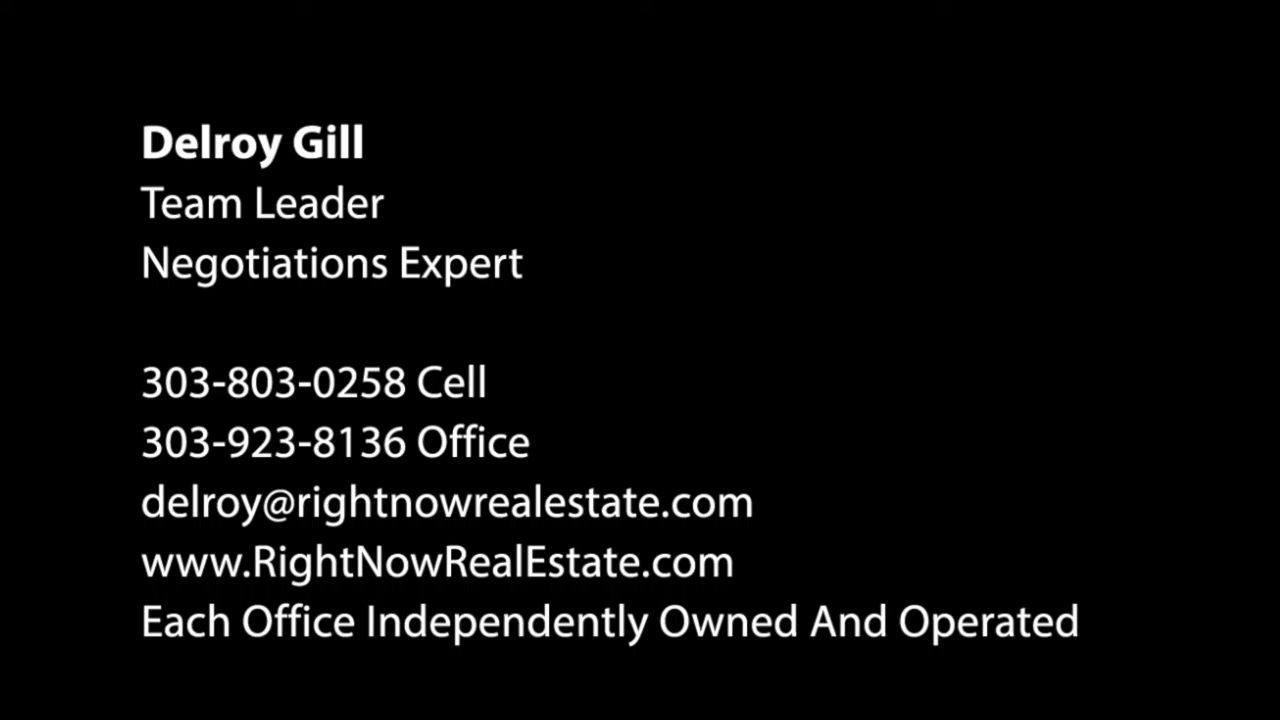 Delroy Gill
Team Leader
Negotiations Expert
303-803-0258 Cell
303-923-8136 Office
delroy@rightnowrealestate.com
www.RightNowRealEstate.com
Each Office Independently Owned And Operated